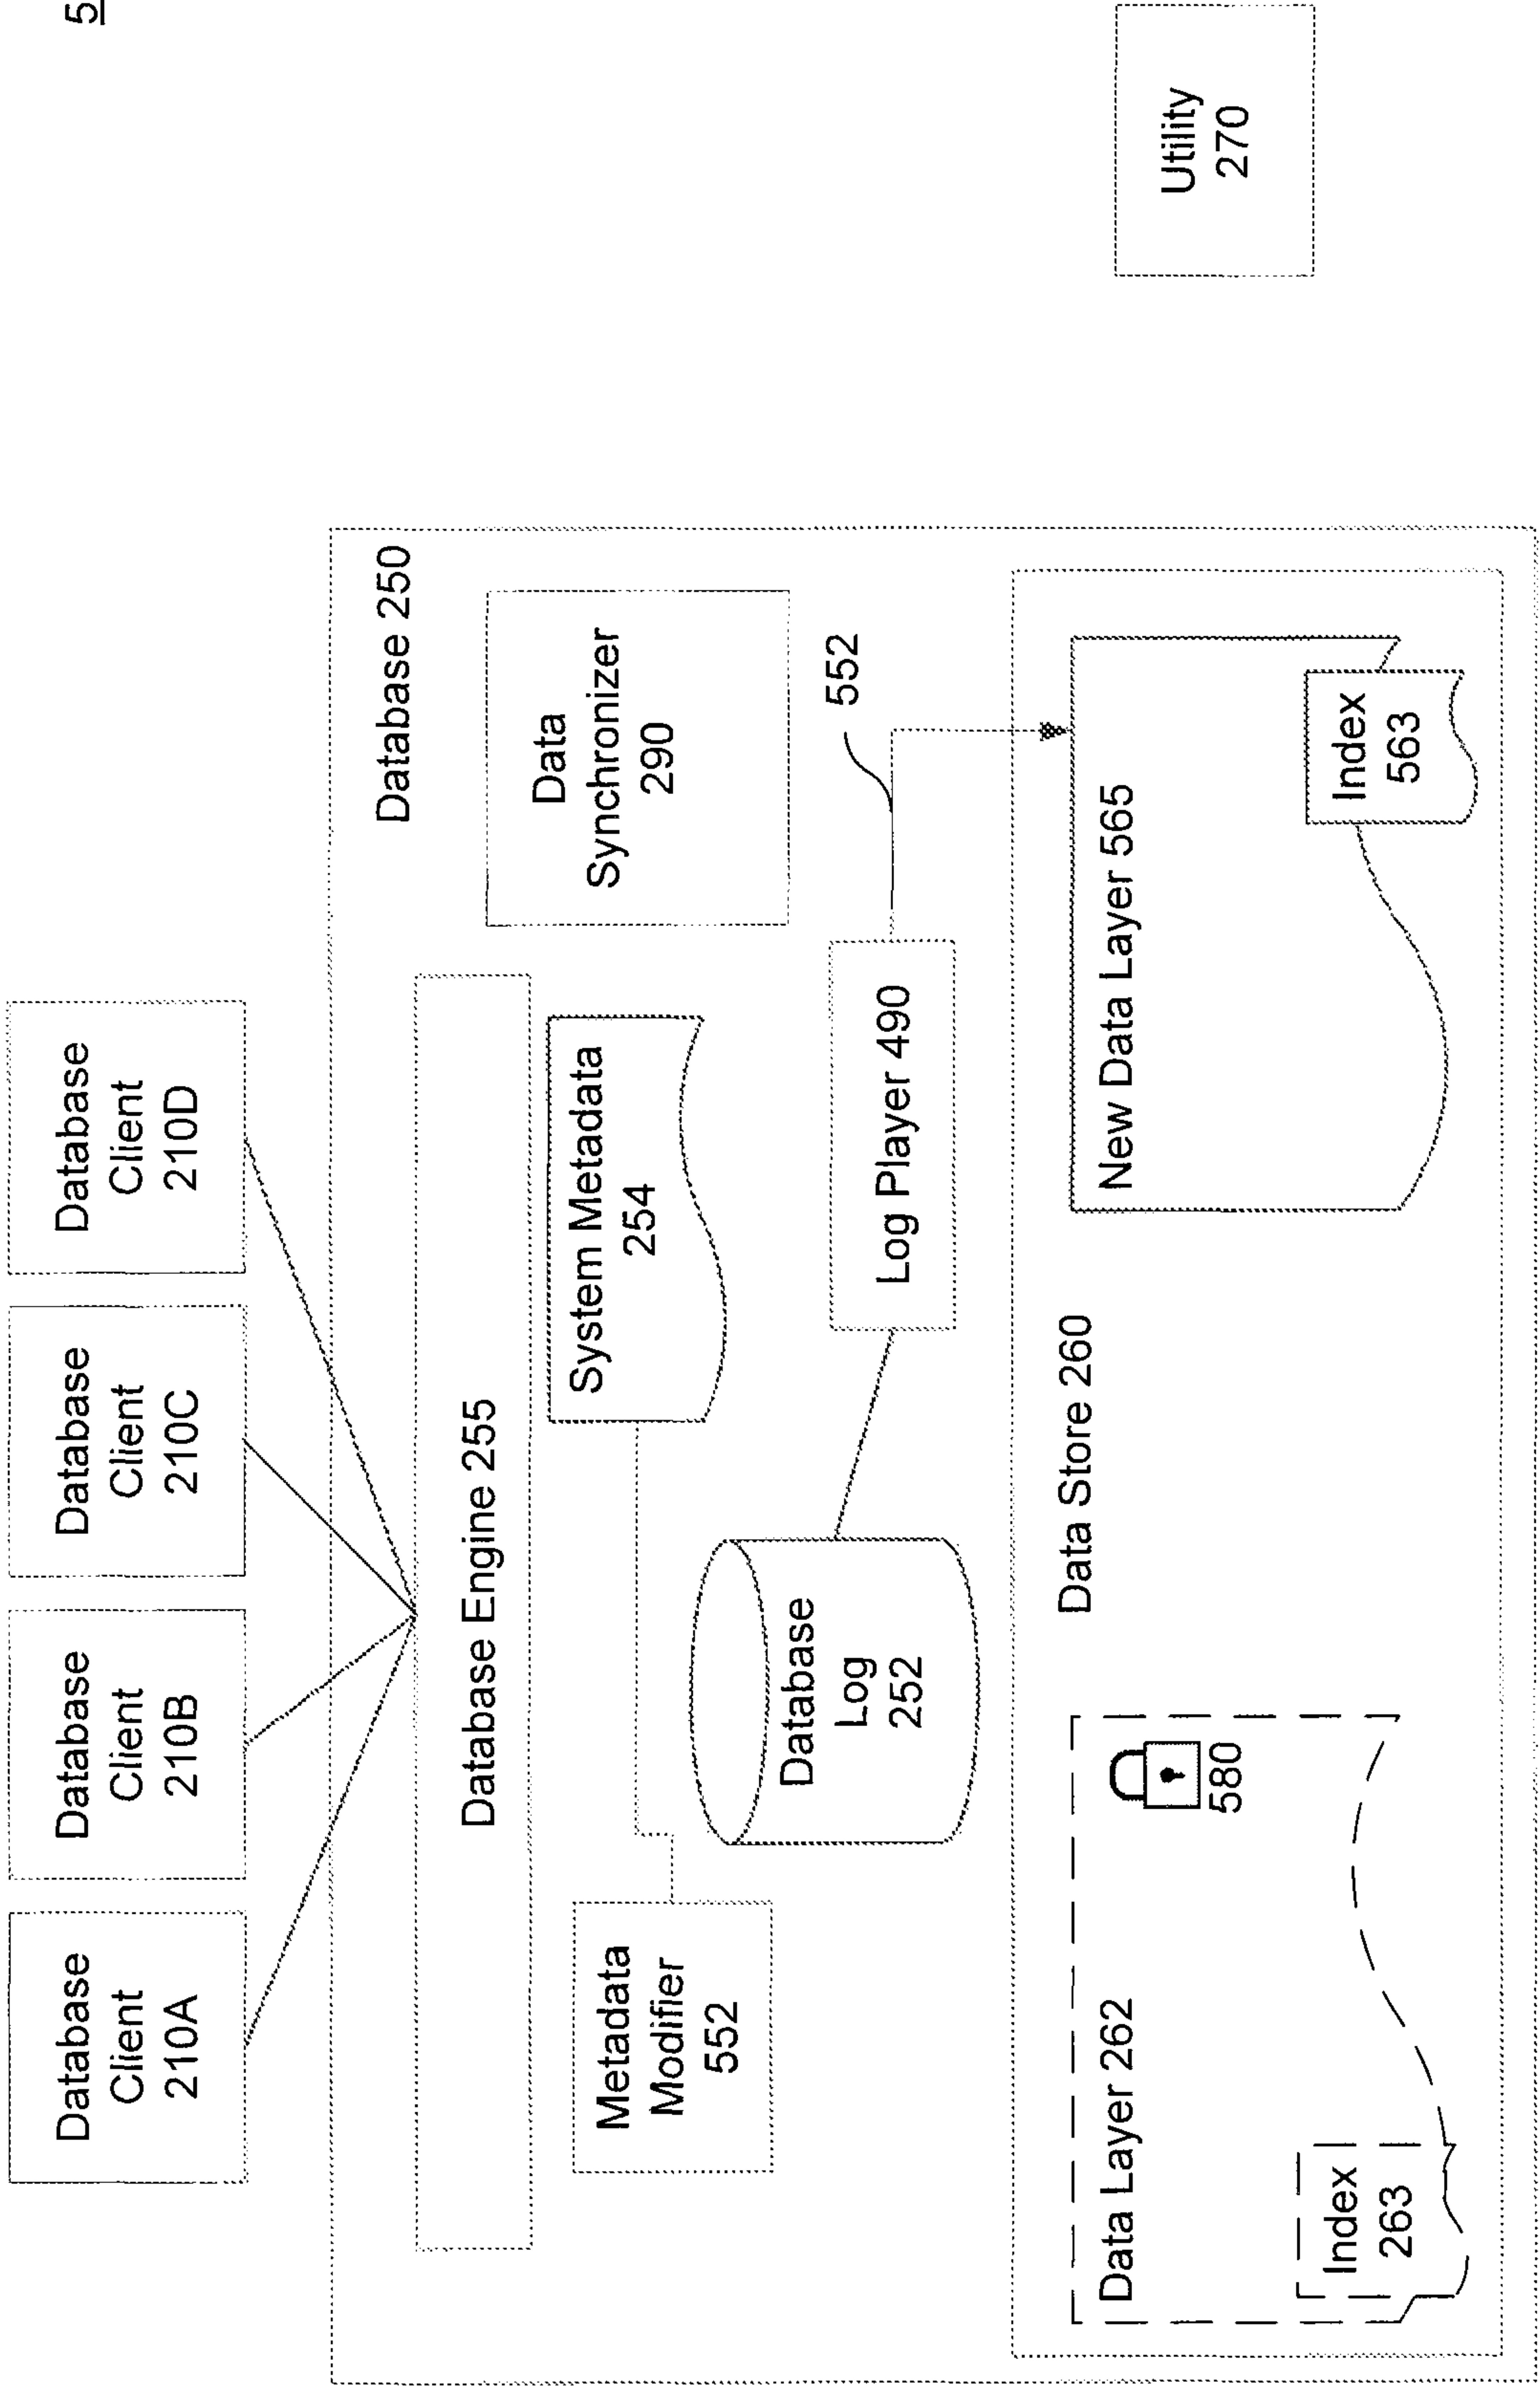 5
Database
Client
210A
Database
Client
210B
Database
Client
210C
Database
Client
210D
Database 250
Database Engine 255
Metadata
Modifier
552
System Metadata
254
Data
Synchronizer
290
Database
Log
252
Log Player 490
552
Data Store 260
Data Layer 262
580
Index
263
New Data Layer 565
Index
563
Utility
270